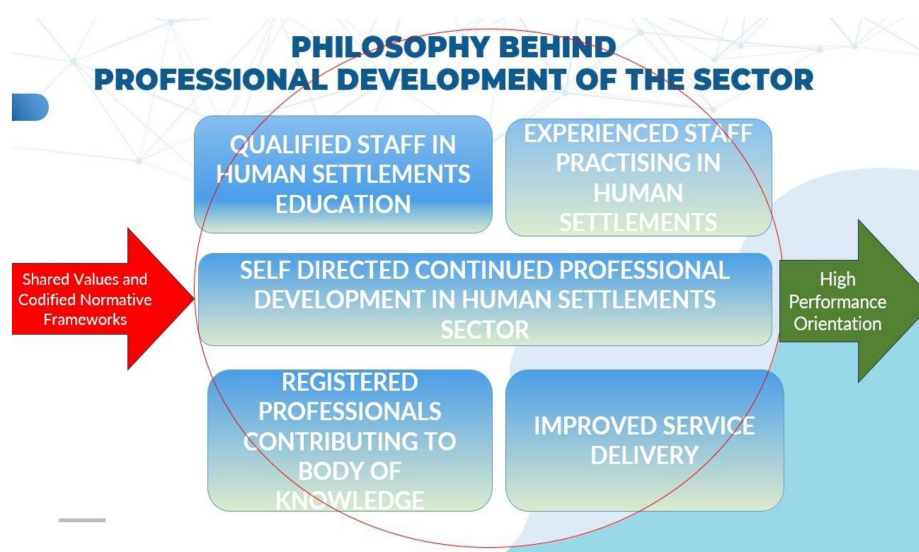 PHILOSOPHY BEHIND
PROFESSIONAL DEVELOPMENT OF THE SECTOR
QUALIFIED STAFF IN
HUMAN SETTLEMENTS
EDUCATION
EXPERIENCED STAFF
PRACTISING IN
HUMAN
SETTLEMENTS
Shared Values and
Codified Normative
Frameworks
SELF DIRECTED CONTINUED PROFESSIONAL
DEVELOPMENT IN HUMAN SETTLEMENTS
SECTOR
High
Performance
Orientation
REGISTERED
PROFESSIONALS
CONTRIBUTING TO
BODY OF
KNOWLEDGE
IMPROVED SERVICE
DELIVERY